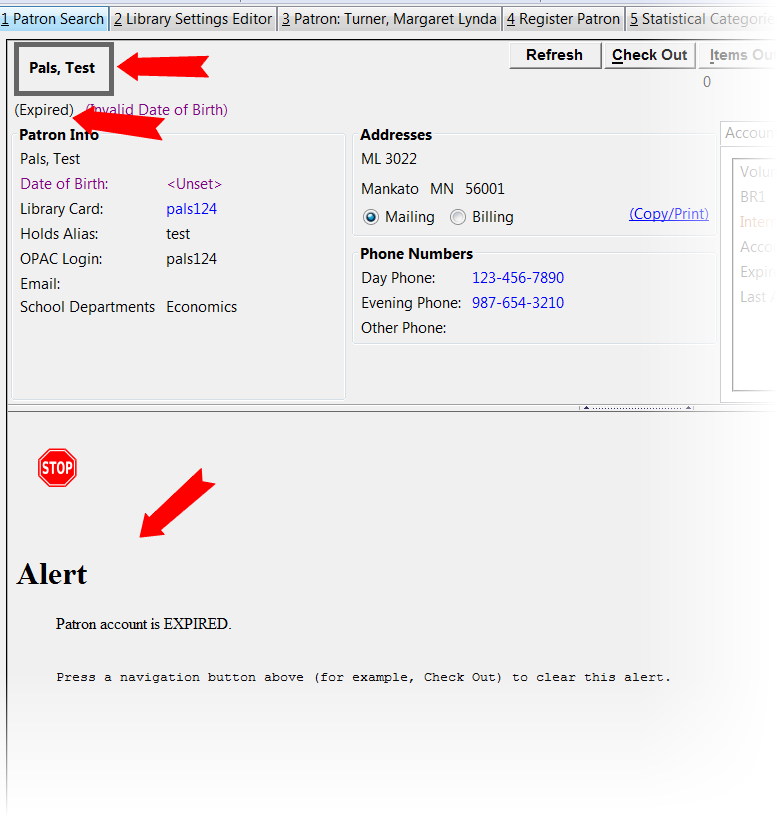 1 Patron Search 2 Library Settings Editor 3 Patron: Turner, Margaret Lynda 4 Register Patron 5 Statistical Categorie
Pals, Test Refresh Check Out Items Ou
0
(Expired) (Invalid Date of Birth)
Patron Info
Pals, Test
Date of Birth: <Unset>
Library Card: pals124
Holds Alias: test
OPAC Login: pals124
Email:
School Departments Economics
Addresses
ML 3022
Mankato MN 56001
Mailing Billing (Copy/Print)
Phone Numbers
Day Phone: 123-456-7890
Evening Phone: 987-654-3210
Other Phone:
Accoun
Volu
BR1
Inter
Acco
Expir
Last
STOP
Alert
Patron account is EXPIRED.
Press a navigation button above (for example, Check Out) to clear this alert.